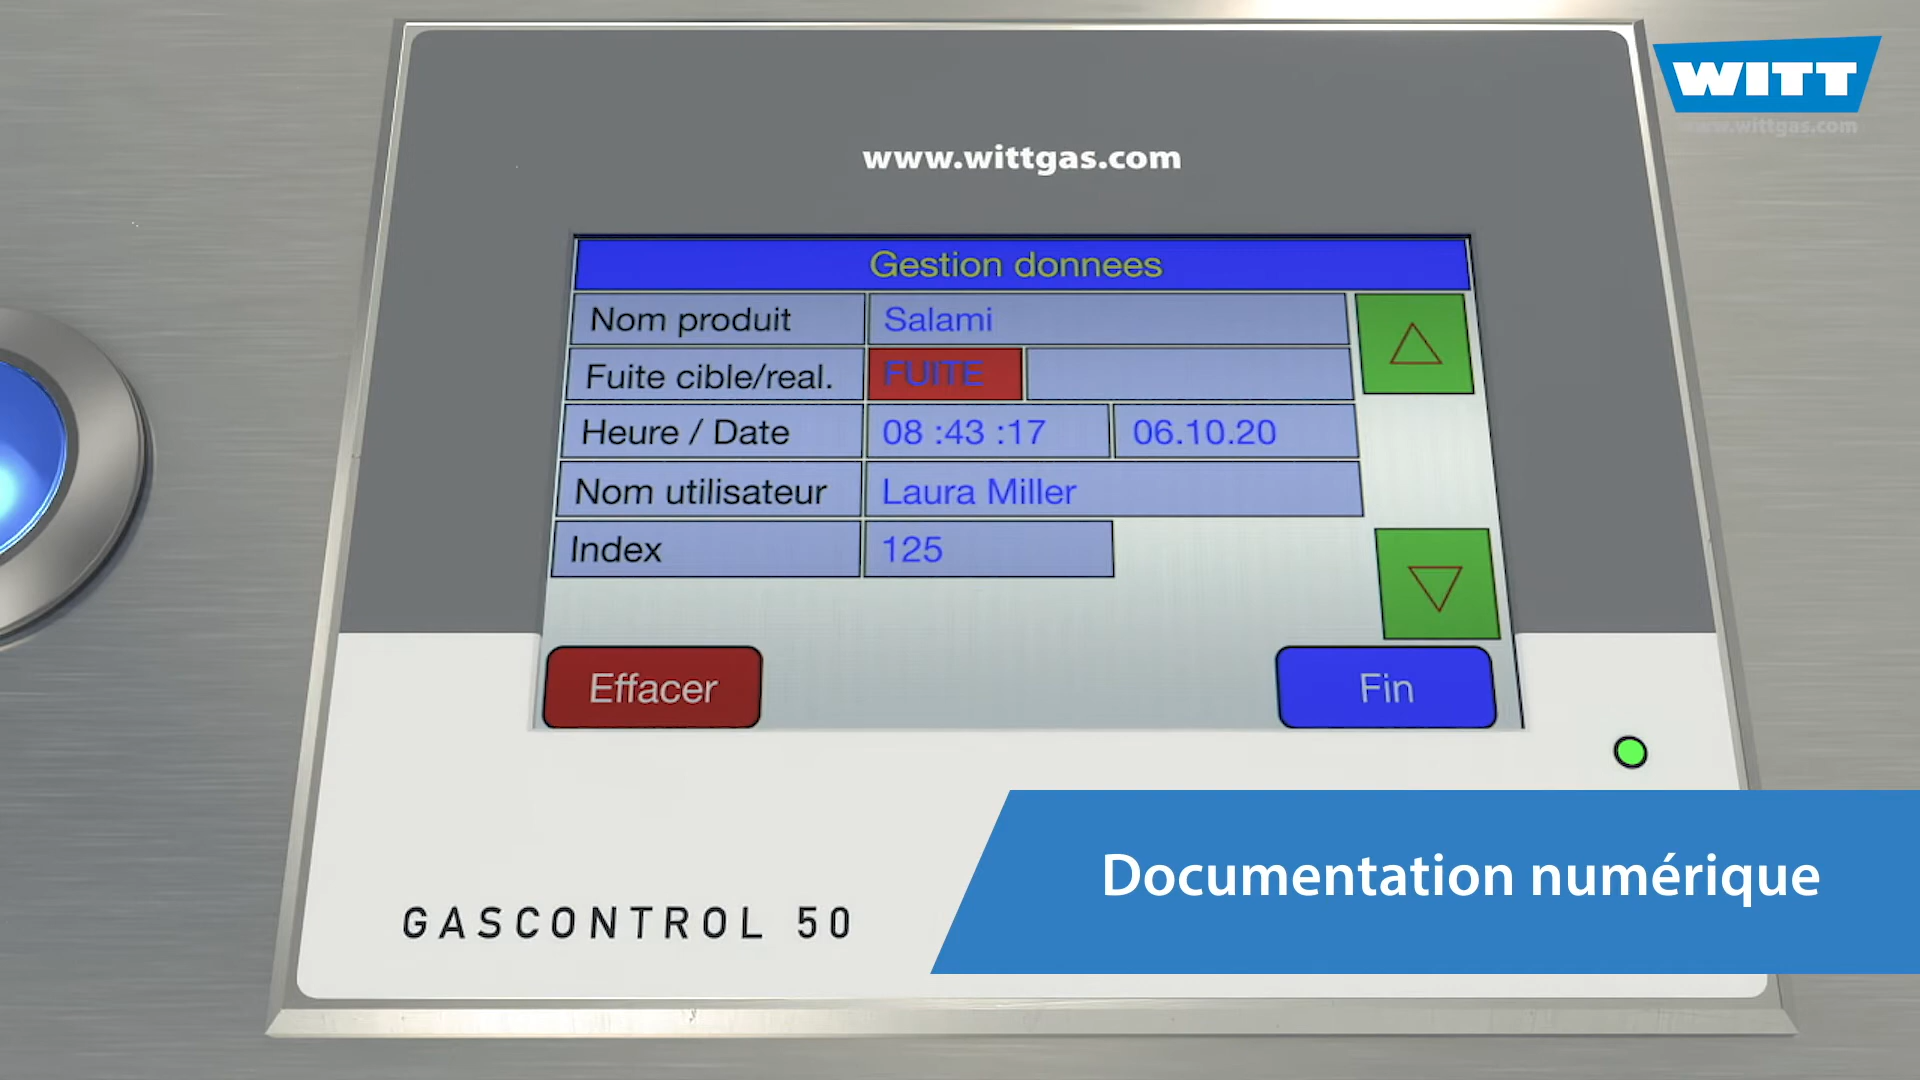 WITT
www.wittgas.com
www.wittgas.com
Gestion donnees
Nom produit Salami
Fuite cible/real. FUITE
Heure / Date 08 :43 :17 06.10.20
Nom utilisateur Laura Miller
Index 125
Effacer Fin
Documentation numérique
GASCONTROL 50